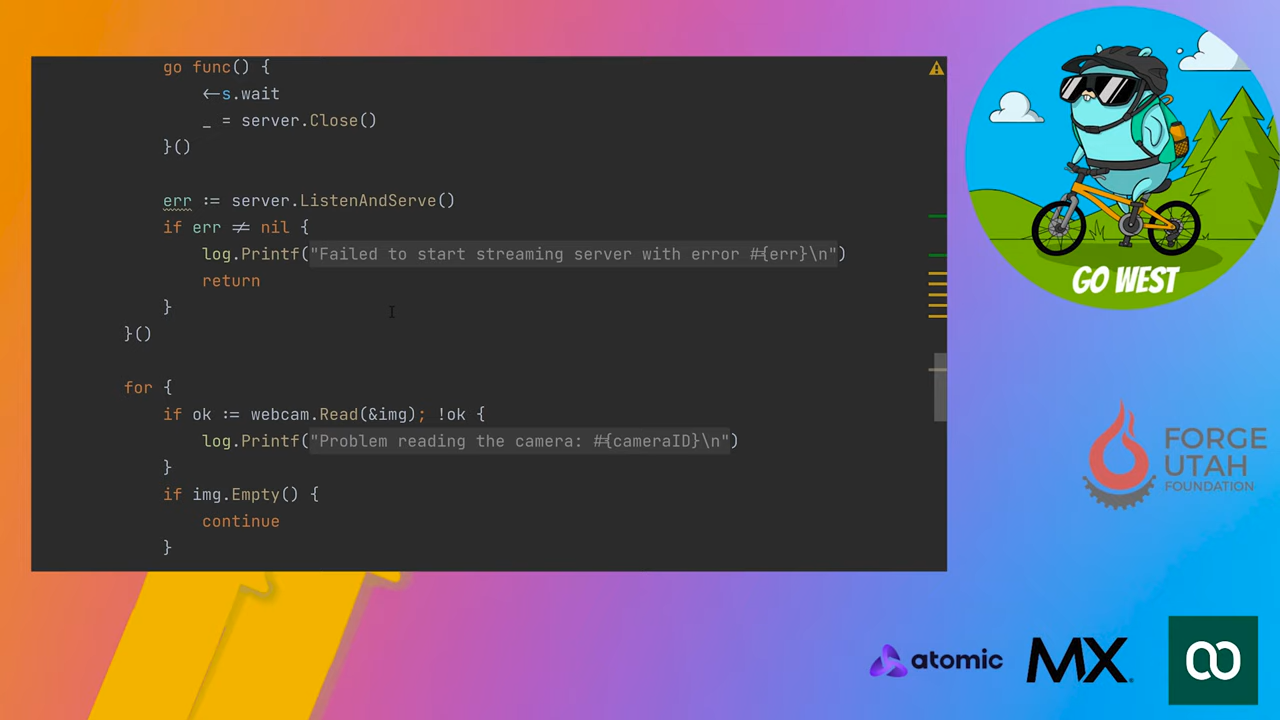 go func() {
<-s.wait
_ = server.Close()
}()
err := server.ListenAndServe()
if err != nil {
log.Printf("Failed to start streaming server with error #{err}\n")
return
}
}()
for {
if ok := webcam.Read(&img); !ok {
log.Printf("Problem reading the camera: #{cameraID}\n")
}
if img.Empty() {
continue
}
GO WEST
FORGE
UTAH
FOUNDATION
atomic
MX